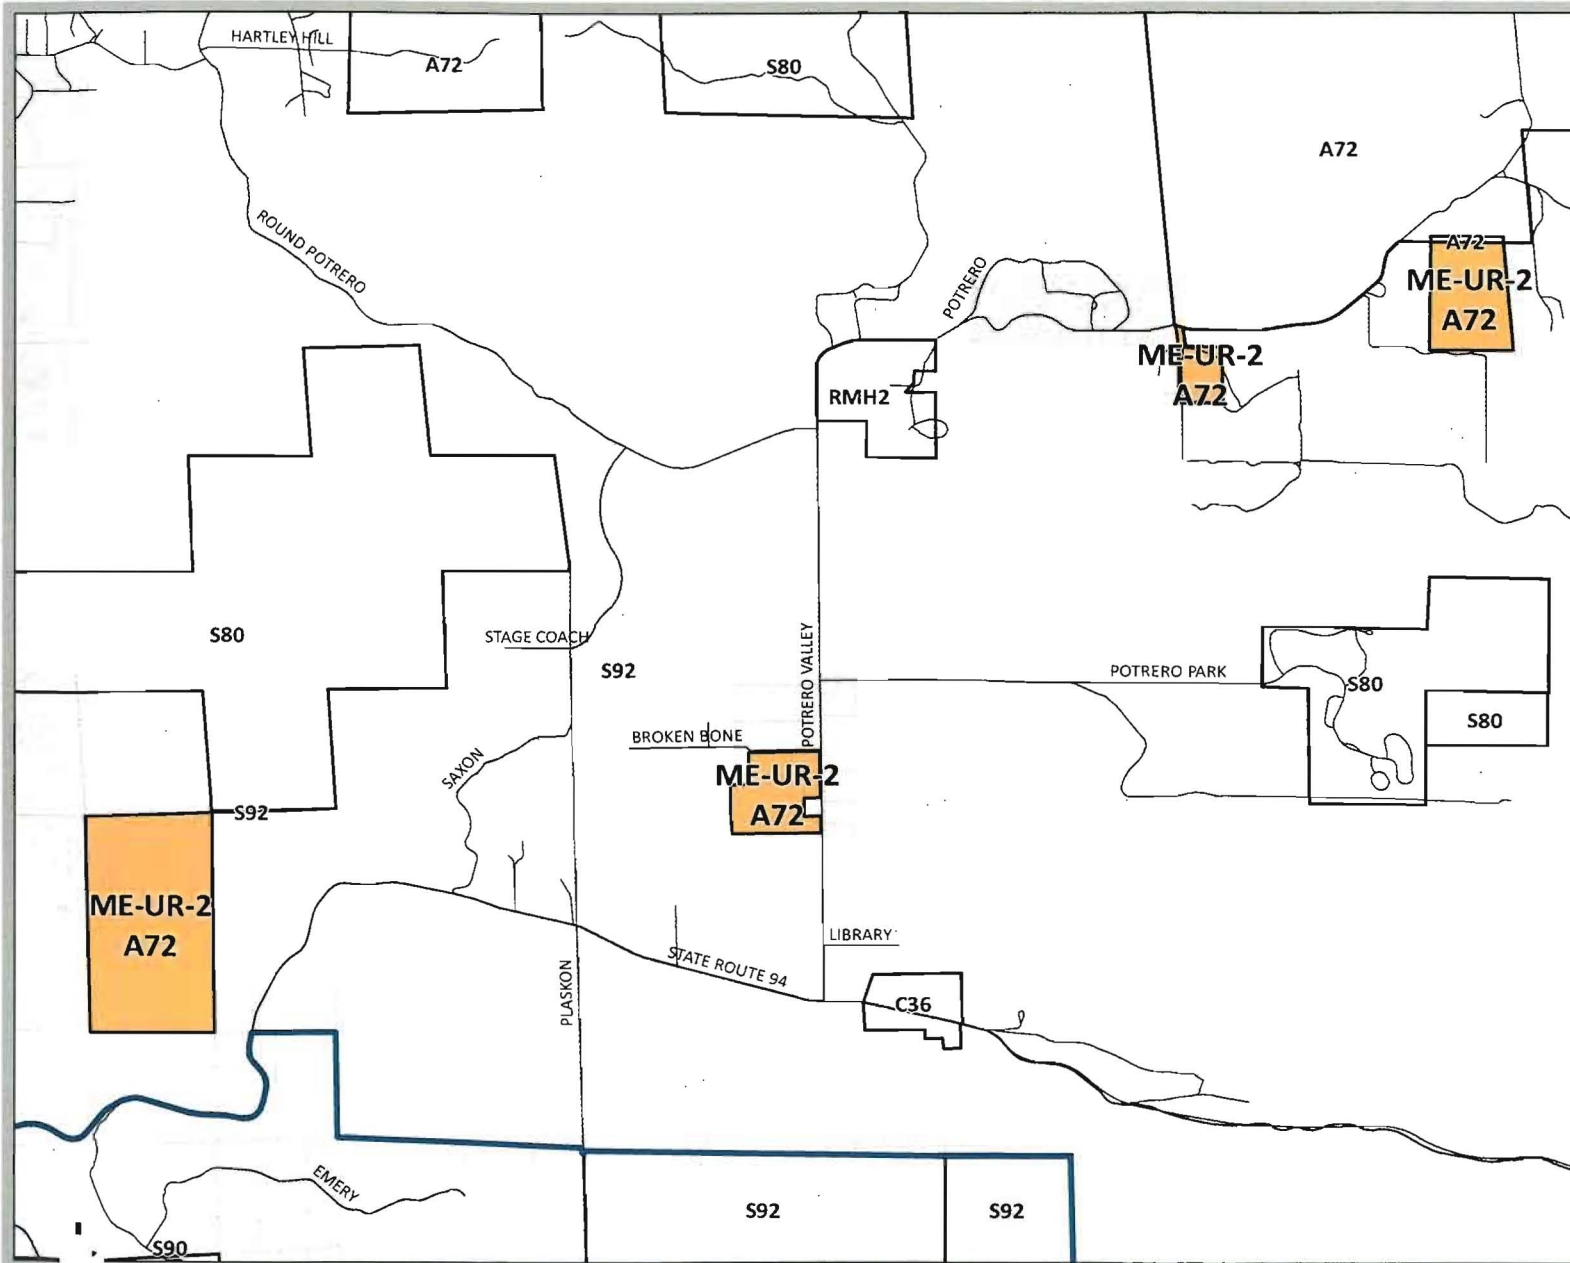 HARTLEY HILL
A72
S80
A72
ROUND POTRERO
POTRERO
A72
ME-UR-2
A72
ME-UR-2
A72
RMH2
S80
STAGE COACH
S92
POTRERO VALLEY
POTRERO PARK
S80
S80
BROKEN BONE
SAXON
ME-UR-2
A72
S92
ME-UR-2
A72
LIBRARY
STATE ROUTE 94
PLASKON
C36
EMERY
S92
S92
S90